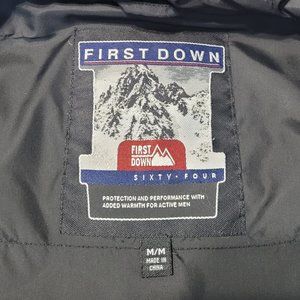 FIRST DOWN
FIRST
DOWN
SIXTY-FOUR
PROTECTION AND PERFORMANCE WITH
ADDED WARMTH FOR ACTIVE MEN
M/M
MADE IN
CHINA